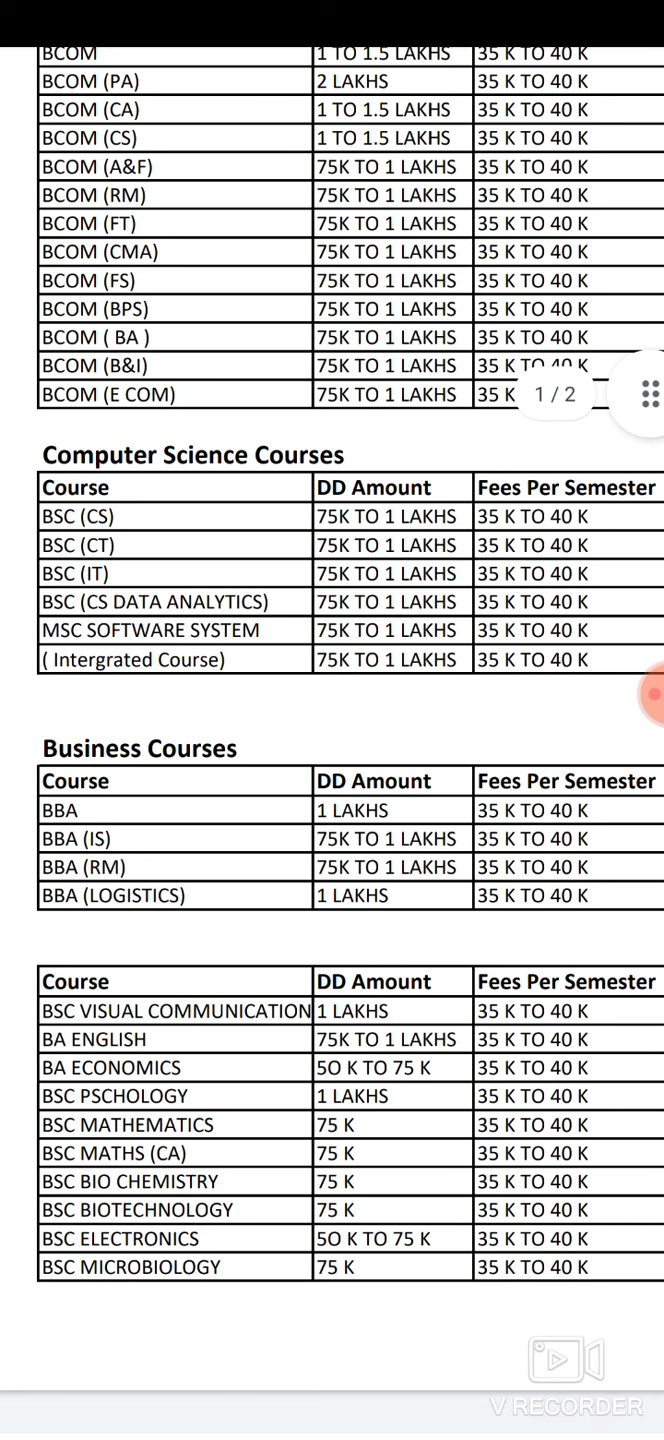 BCOM 1 TO 1.5 LAKHS 35 K TO 40 K
BCOM (PA) 2 LAKHS 35 K TO 40 K
BCOM (CA) 1 TO 1.5 LAKHS 35 K TO 40 K
BCOM (CS) 1 TO 1.5 LAKHS 35 K TO 40 K
BCOM (A&F) 75K TO 1 LAKHS 35 K TO 40 K
BCOM (RM) 75K TO 1 LAKHS 35 K TO 40 K
BCOM (FT) 75K TO 1 LAKHS 35 K TO 40 K
BCOM (CMA) 75K TO 1 LAKHS 35 K TO 40 K
BCOM (FS) 75K TO 1 LAKHS 35 K TO 40 K
BCOM (BPS) 75K TO 1 LAKHS 35 K TO 40 K
BCOM ( BA ) 75K TO 1 LAKHS 35 K TO 40 K
BCOM (B&I) 75K TO 1 LAKHS 35 K TO 40 K
BCOM (E COM) 75K TO 1 LAKHS 35 K
1 / 2
Computer Science Courses
Course DD Amount Fees Per Semester
BSC (CS) 75K TO 1 LAKHS 35 K TO 40 K
BSC (CT) 75K TO 1 LAKHS 35 K TO 40 K
BSC (IT) 75K TO 1 LAKHS 35 K TO 40 K
BSC (CS DATA ANALYTICS) 75K TO 1 LAKHS 35 K TO 40 K
MSC SOFTWARE SYSTEM 75K TO 1 LAKHS 35 K TO 40 K
( Intergrated Course) 75K TO 1 LAKHS 35 K TO 40 K
Business Courses
Course DD Amount Fees Per Semester
BBA 1 LAKHS 35 K TO 40 K
BBA (IS) 75K TO 1 LAKHS 35 K TO 40 K
BBA (RM) 75K TO 1 LAKHS 35 K TO 40 K
BBA (LOGISTICS) 1 LAKHS 35 K TO 40 K
Course DD Amount Fees Per Semester
BSC VISUAL COMMUNICATION 1 LAKHS 35 K TO 40 K
BA ENGLISH 75K TO 1 LAKHS 35 K TO 40 K
BA ECONOMICS 5O K TO 75 K 35 K TO 40 K
BSC PSCHOLOGY 1 LAKHS 35 K TO 40 K
BSC MATHEMATICS 75 K 35 K TO 40 K
BSC MATHS (CA) 75 K 35 K TO 40 K
BSC BIO CHEMISTRY 75 K 35 K TO 40 K
BSC BIOTECHNOLOGY 75 K 35 K TO 40 K
BSC ELECTRONICS 5O K TO 75 K 35 K TO 40 K
BSC MICROBIOLOGY 75 K 35 K TO 40 K
V RECORDER